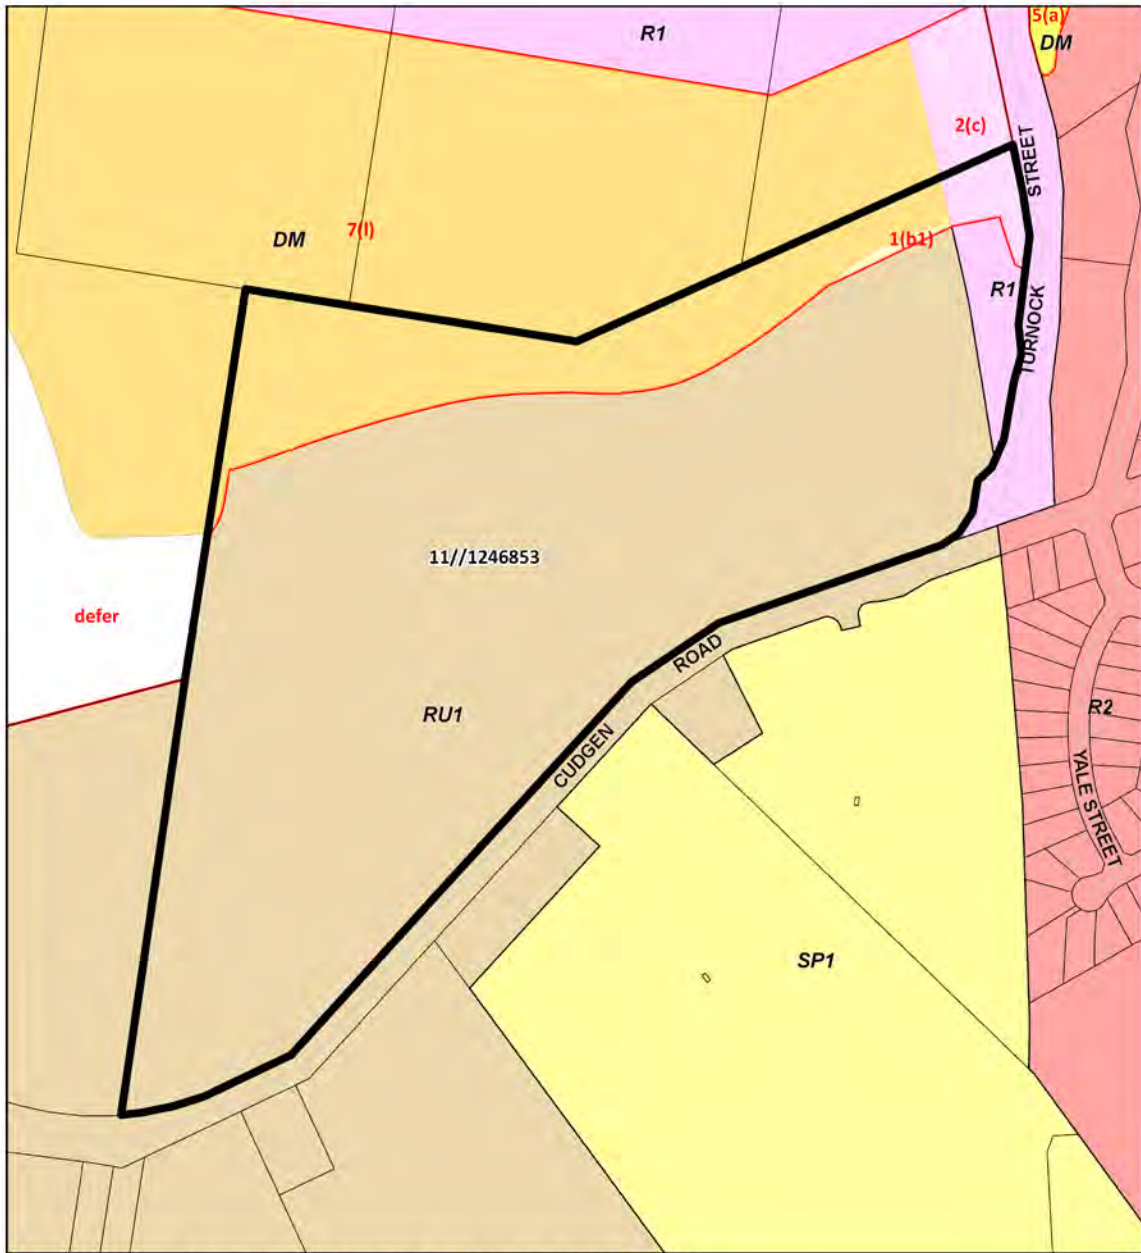 5(a)
R1
DM
2(c)
STREET
7(l)
DM
1(b1)
R1
TURNOCK
11//1246853
defer
ROAD
RU1
R2
CUDGEN
YALE STREET
SP1